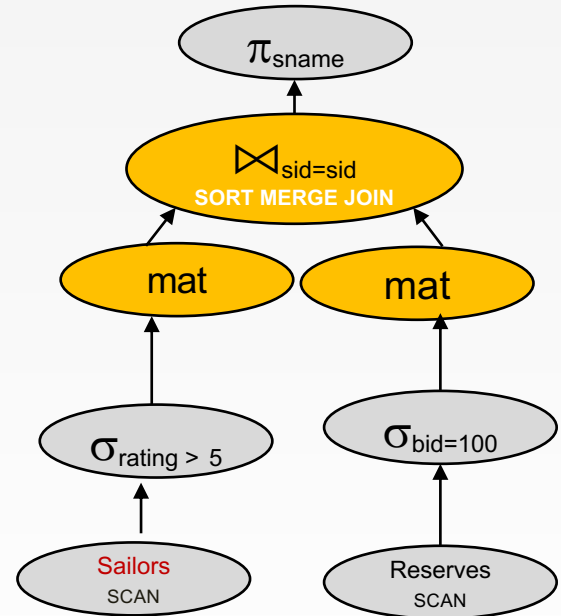 πsname
⋈sid=sid
SORT MERGE JOIN
mat
mat
σrating > 5
σbid=100
Sailors
SCAN
Reserves
SCAN